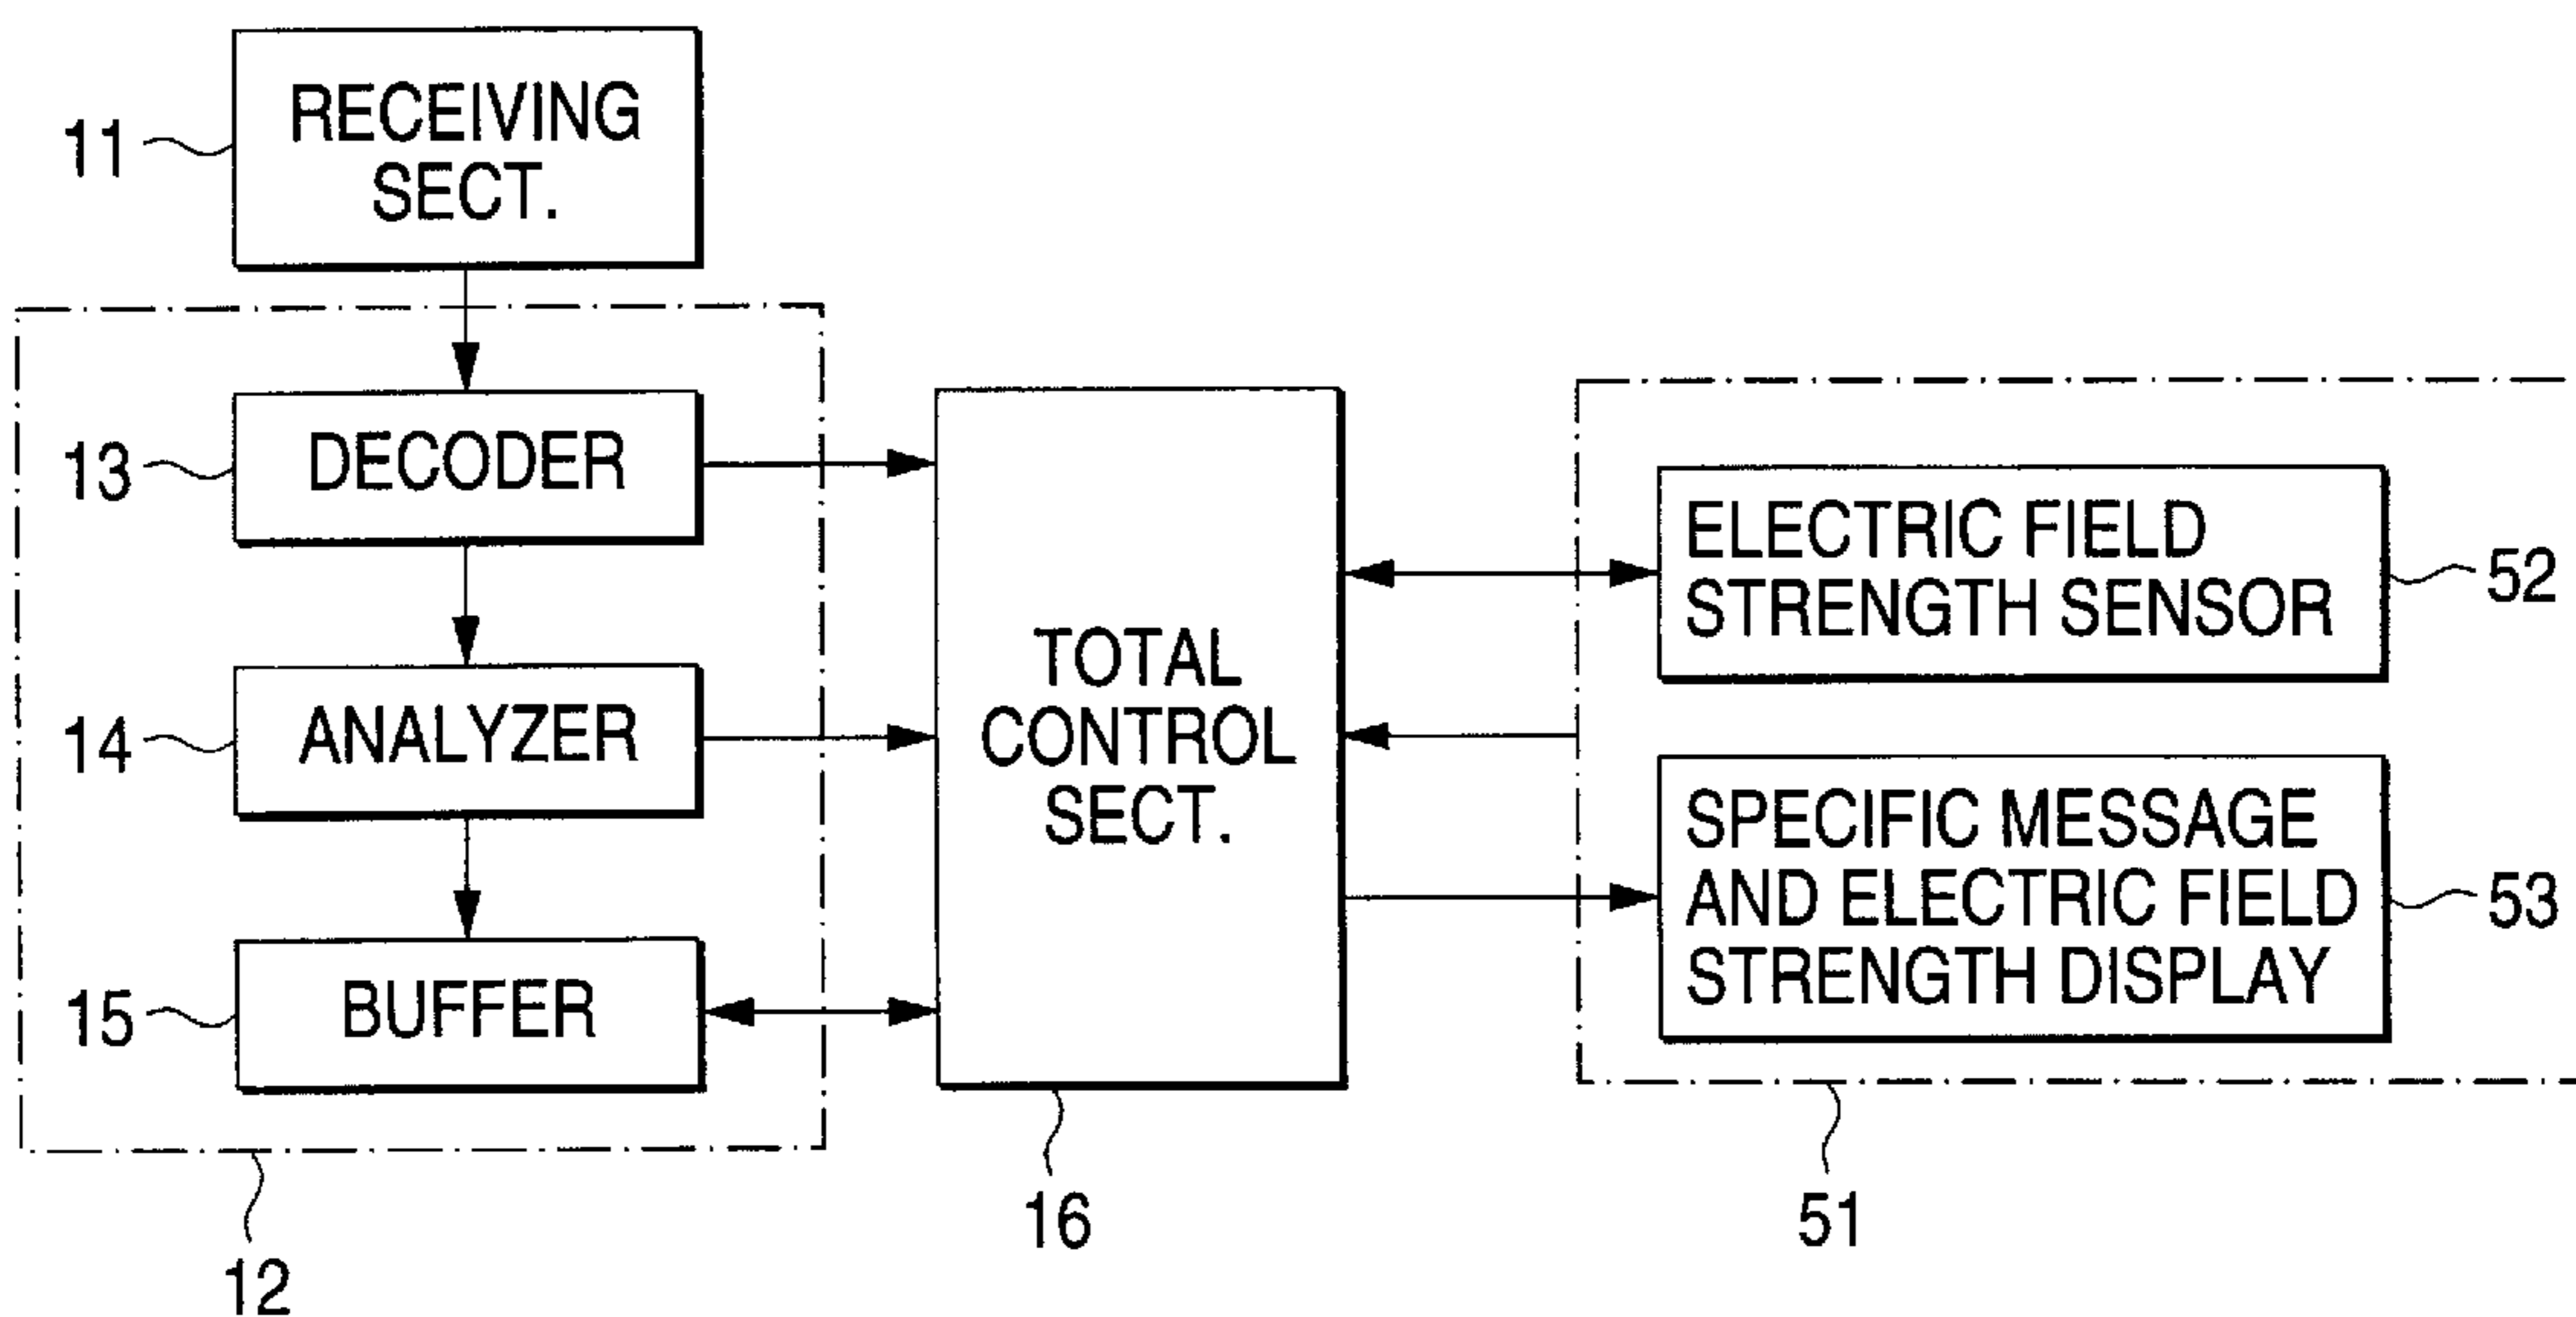 11
RECEIVING
SECT.
13
DECODER
14
ANALYZER
15
BUFFER
12
TOTAL
CONTROL
SECT.
16
ELECTRIC FIELD
STRENGTH SENSOR
52
SPECIFIC MESSAGE
AND ELECTRIC FIELD
STRENGTH DISPLAY
53
51